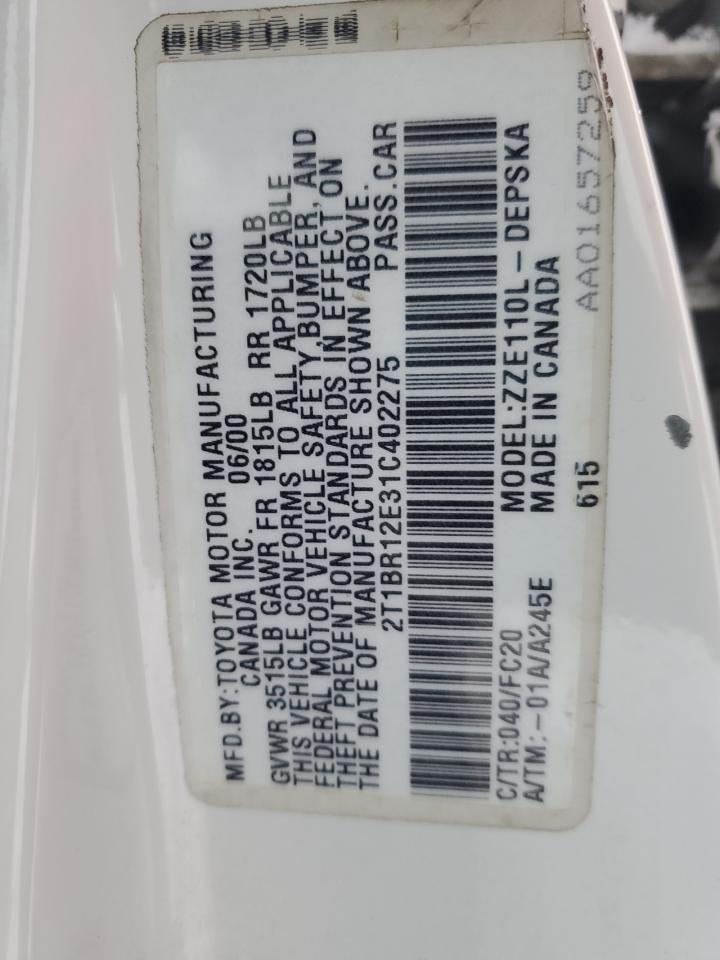 MFD.BY:TOYOTA MOTOR MANUFACTURING
CANADA INC. 06/00
GVWR 3515LB GAWR FR 1815LB RR 1720LB
THIS VEHICLE CONFORMS TO ALL APPLICABLE
FEDERAL MOTOR VEHICLE SAFETY,BUMPER, AND
THEFT PREVENTION STANDARDS IN EFFECT ON
THE DATE OF MANUFACTURE SHOWN ABOVE.
2T1BR12E31C402275 PASS.CAR
C/TR:040/FC20 MODEL:ZZE110L-DEPSKA
A/TM:-01A/A245E MADE IN CANADA
615 AA01657259